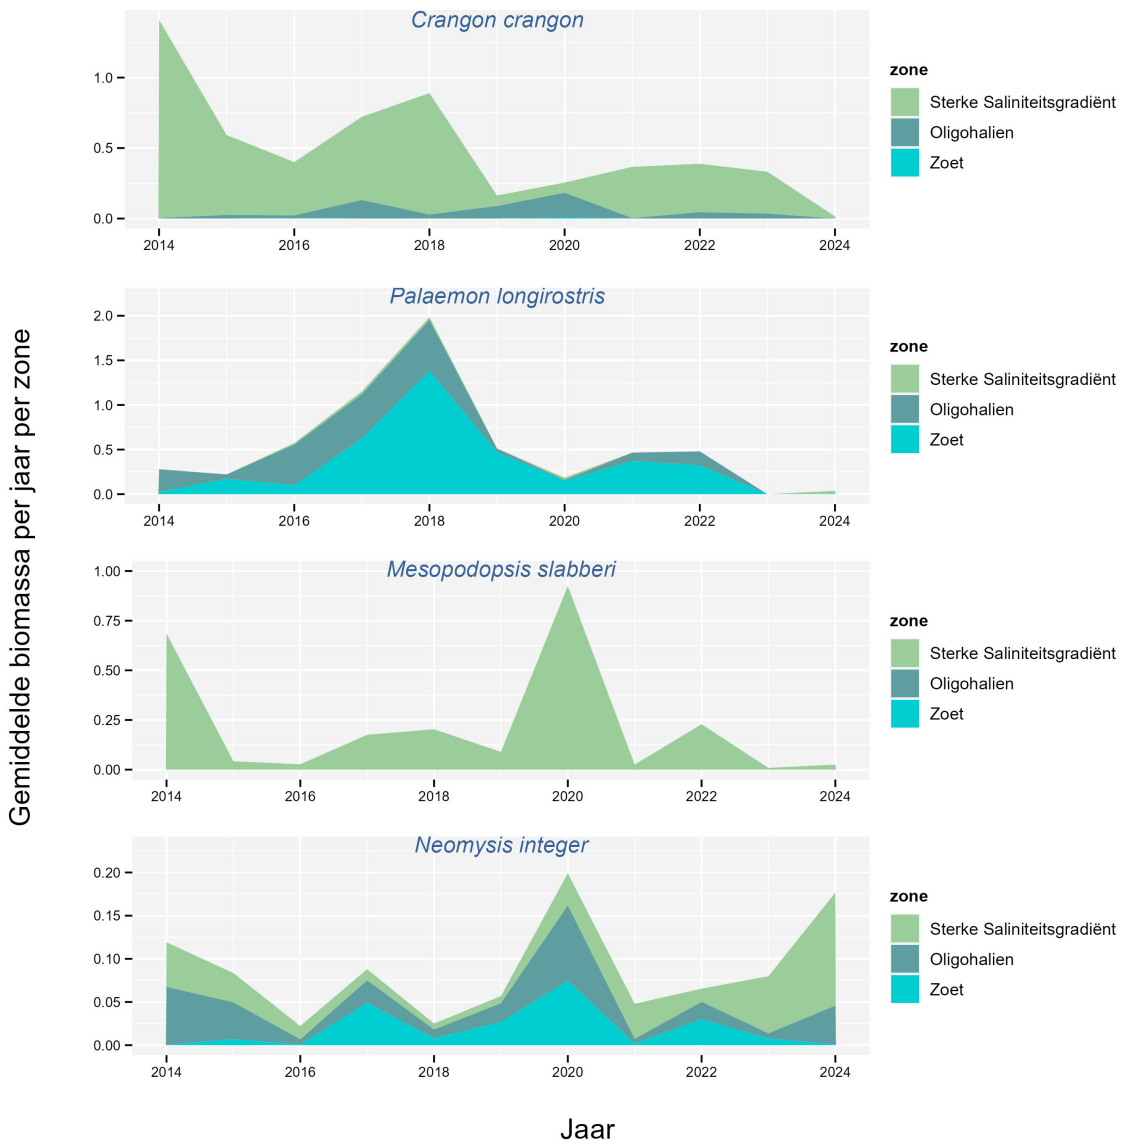 Crangon crangon
1.0
0.5
0.0
2014 2016 2018 2020 2022 2024
zone
Sterke Saliniteitsgradiënt
Oligohalien
Zoet
Palaemon longirostris
2.0
1.5
1.0
0.5
0.0
2014 2016 2018 2020 2022 2024
zone
Sterke Saliniteitsgradiënt
Oligohalien
Zoet
Gemiddelde biomassa per jaar per zone
Mesopodopsis slabberi
1.00
0.75
0.50
0.25
0.00
2014 2016 2018 2020 2022 2024
zone
Sterke Saliniteitsgradiënt
Oligohalien
Zoet
Neomysis integer
0.20
0.15
0.10
0.05
0.00
2014 2016 2018 2020 2022 2024
zone
Sterke Saliniteitsgradiënt
Oligohalien
Zoet
Jaar